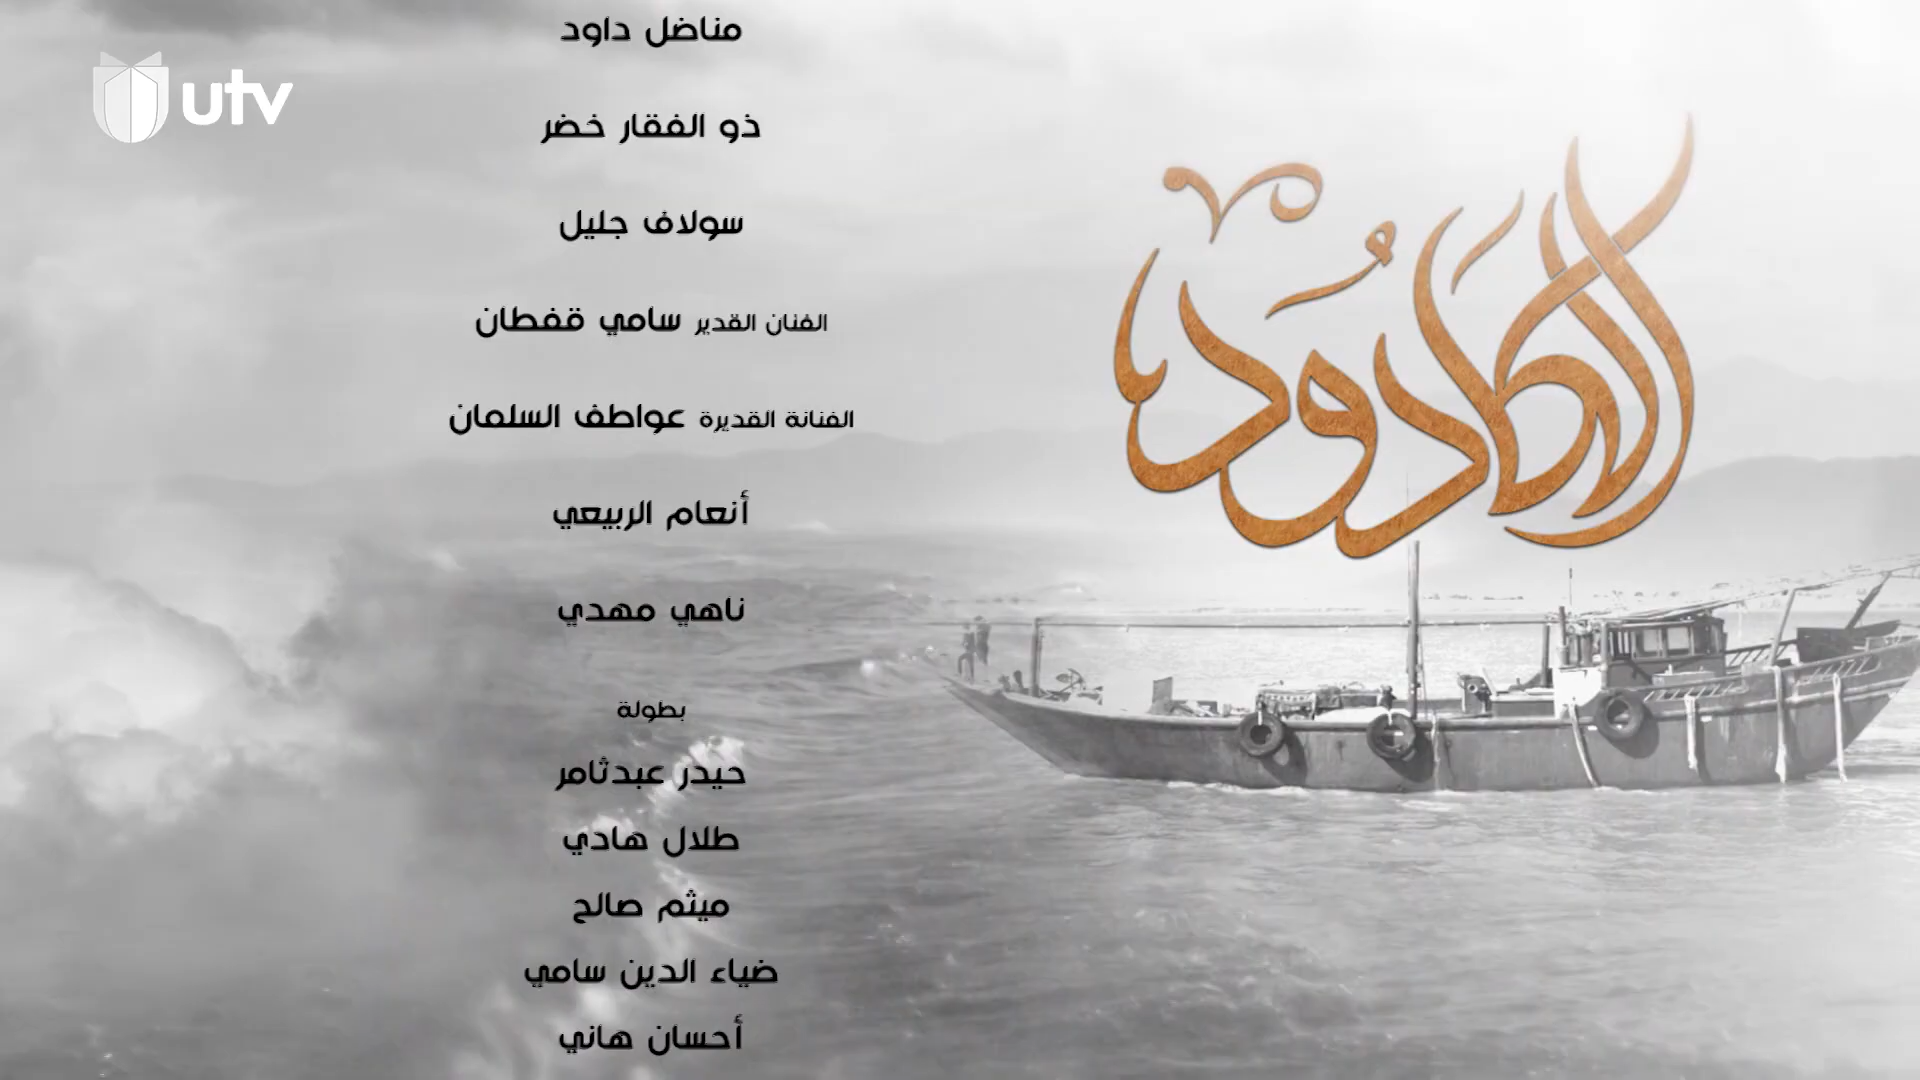 utv
مناضل داود
ذو الفقار خضر
سولاف جليل
الفنان القدير سامي قفطان
الفنانة القديرة عواطف السلمان
أنعام الربيعي
ناهي مهدي
بطولة
حيدر عبدثامر
طلال هادي
ميثم صالح
ضياء الدين سامي
أحسان هاني